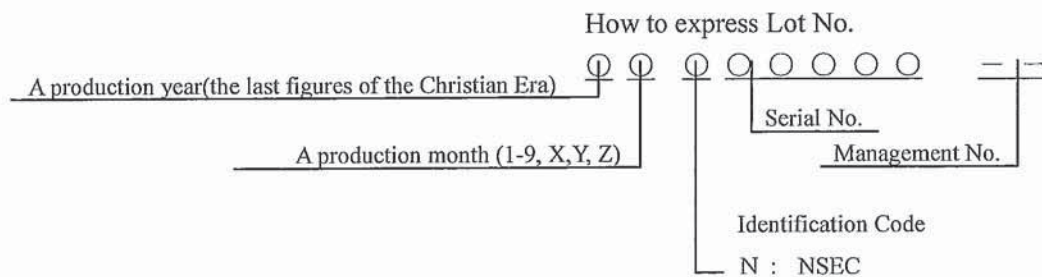 How to express Lot No.
○ ○ ○ ○ ○ ○ ○ ○ — —
A production year(the last figures of the Christian Era)
Serial No.
A production month (1-9, X,Y, Z)
Management No.
Identification Code
N : NSEC